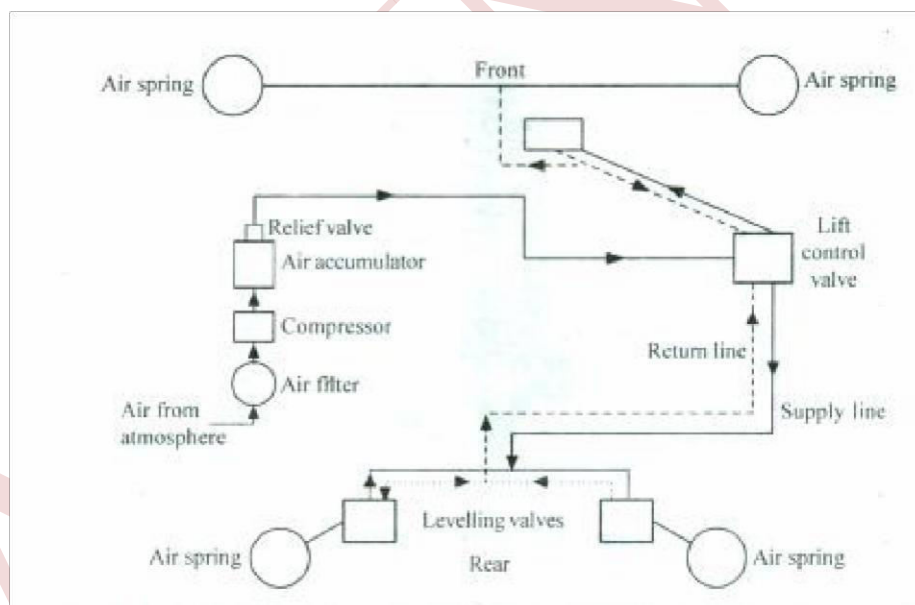 Front
Air spring
Air spring
Relief valve
Air accumulator
Lift
control
valve
Compressor
Return line
Air filter
Air from
atmosphere
Supply line
Levelling valves
Air spring
Air spring
Rear